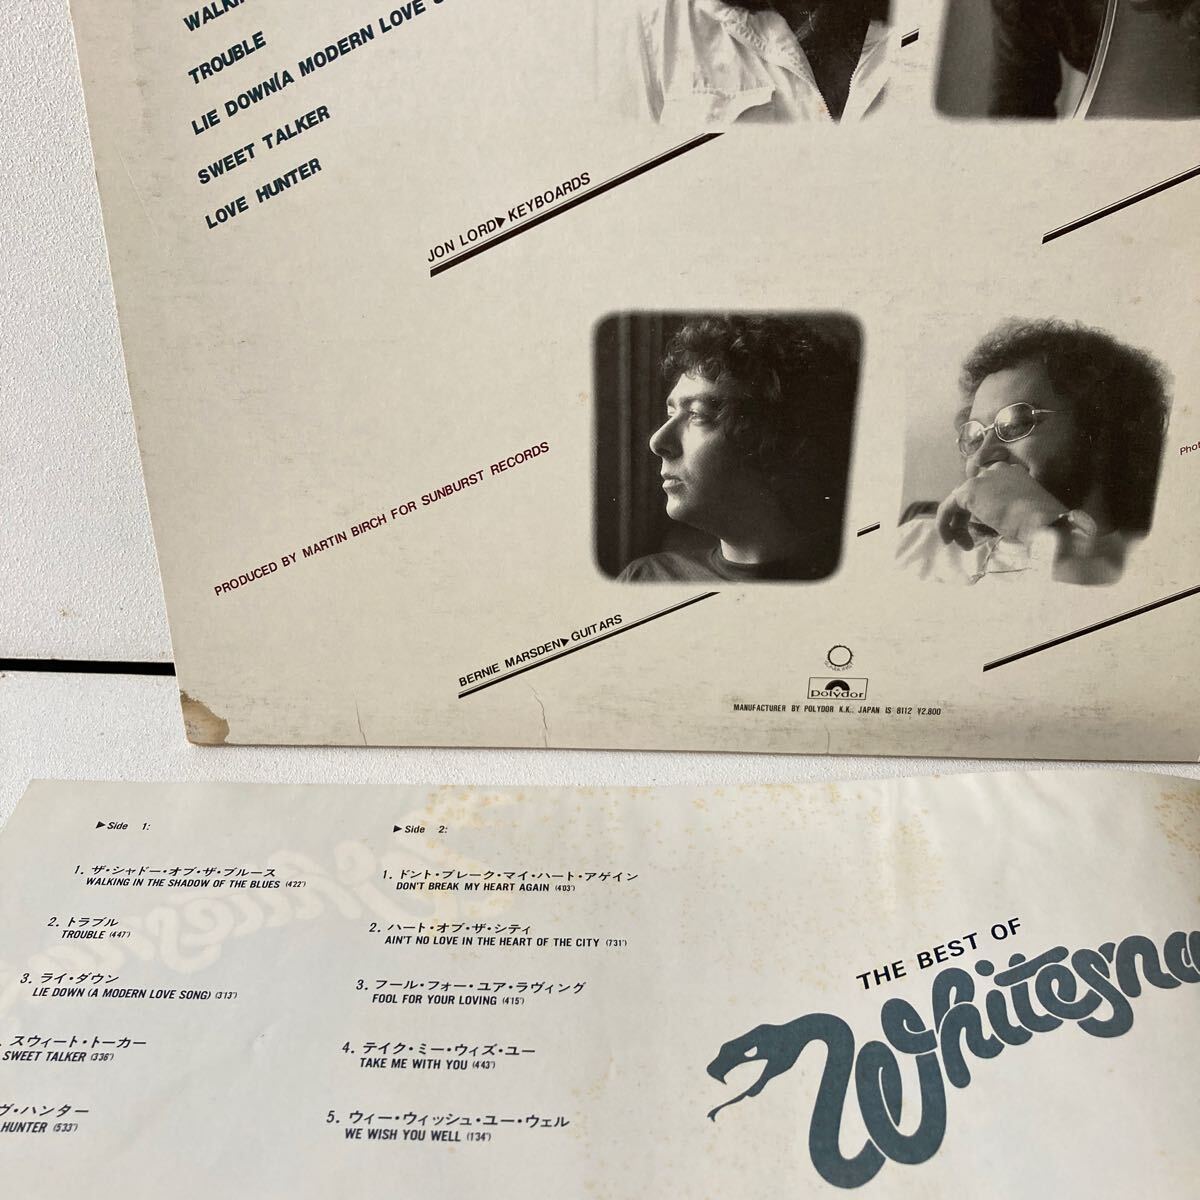 TROUBLE
LIE DOWN(A MODERN LOVE
SWEET TALKER
LOVE HUNTER
JON LORD▶KEYBOARDS
PRODUCED BY MARTIN BIRCH FOR SUNBURST RECORDS
BERNIE MARSDEN▶GUITARS
polydor
MANUFACTURER BY POLYDOR K.K., JAPAN IS 8112 ¥2.800
▶Side 1:
1. ザ・シャドー・オブ・ザ・ブルース
WALKING IN THE SHADOW OF THE BLUES (4'22")
2. トラブル
TROUBLE (4'47")
3. ライ・ダウン
LIE DOWN (A MODERN LOVE SONG) (3'13")
スウィート・トーカー
SWEET TALKER (3'36")
ヴ・ハンター
HUNTER (5'33")
▶Side 2:
1. ドント・ブレーク・マイ・ハート・アゲイン
DON'T BREAK MY HEART AGAIN (4'03")
2. ハート・オブ・ザ・シティ
AIN'T NO LOVE IN THE HEART OF THE CITY (7'31")
3. フール・フォー・ユア・ラヴィング
FOOL FOR YOUR LOVING (4'15")
4. テイク・ミー・ウィズ・ユー
TAKE ME WITH YOU (4'43")
5. ウィー・ウィッシュ・ユー・ウェル
WE WISH YOU WELL (1'34")
THE BEST OF
Whitesna